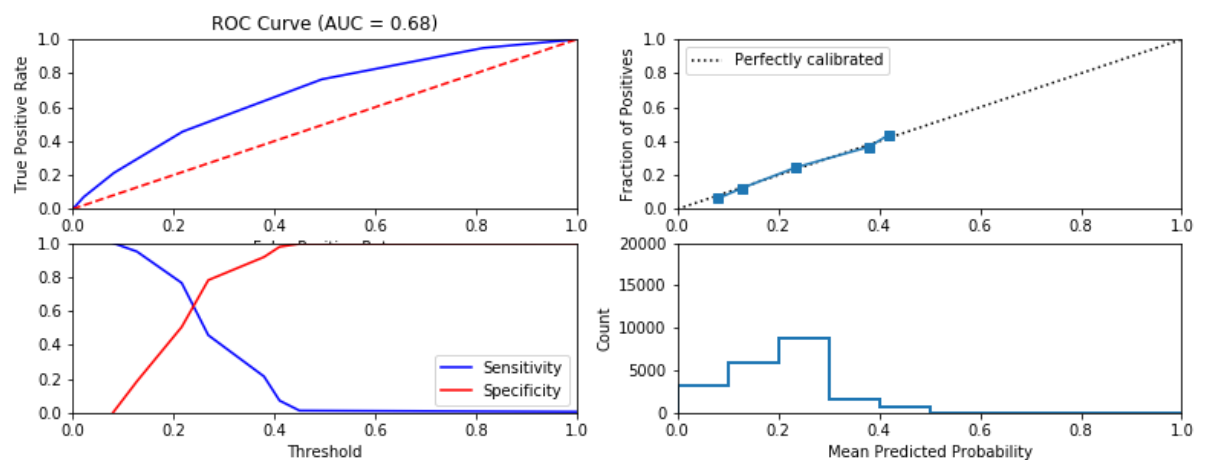 ROC Curve (AUC = 0.68)
True Positive Rate
1.0
0.8
0.6
0.4
0.2
0.0
0.0 0.2 0.4 0.6 0.8 1.0
Perfectly calibrated
Fraction of Positives
1.0
0.8
0.6
0.4
0.2
0.0
0.0 0.2 0.4 0.6 0.8 1.0
1.0
0.8
0.6
0.4
0.2
0.0
Sensitivity
Specificity
0.0 0.2 0.4 0.6 0.8 1.0
Threshold
Count
20000
15000
10000
5000
0
0.0 0.2 0.4 0.6 0.8 1.0
Mean Predicted Probability